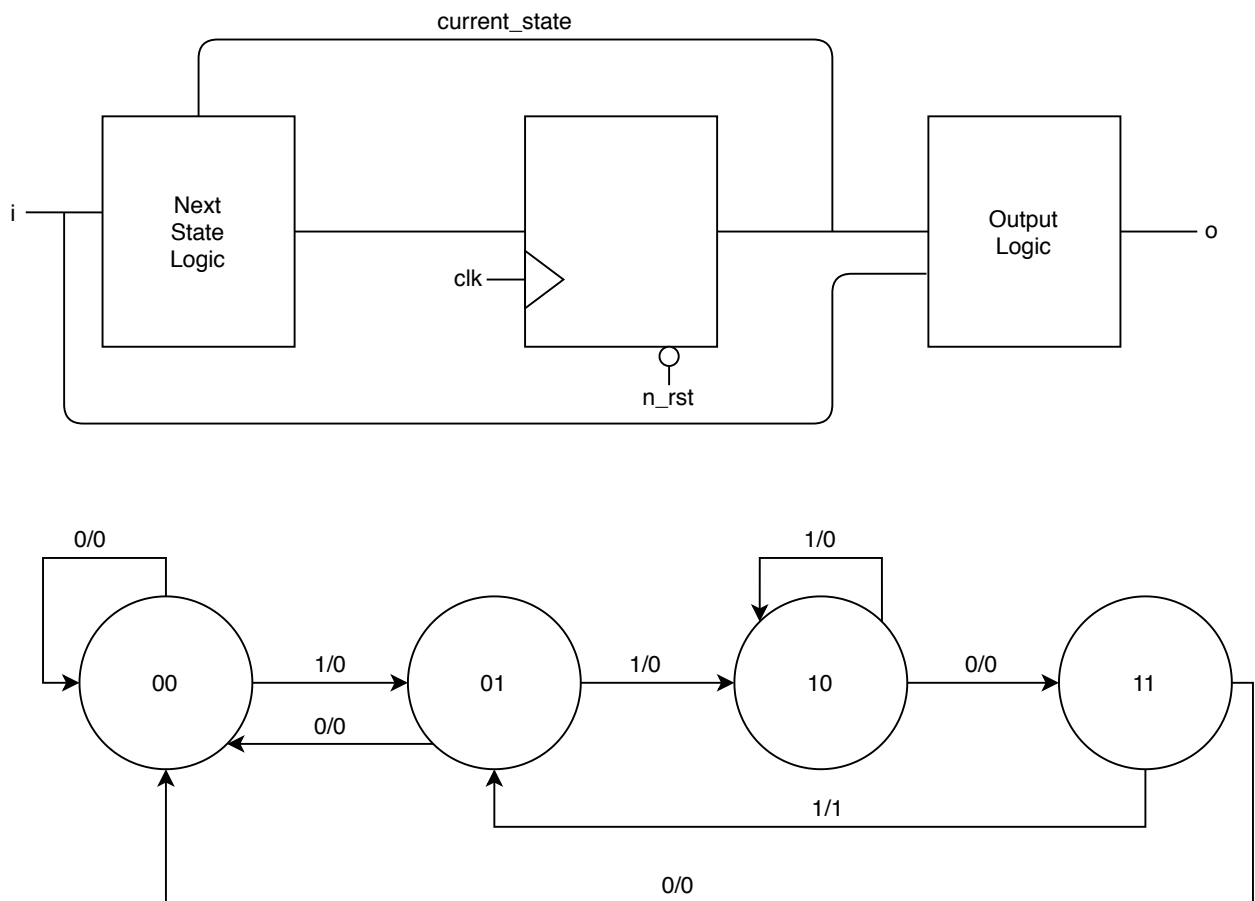 current_state
i
Next
State
Logic
clk
n_rst
Output
Logic
o
0/0
1/0
00
1/0
0/0
01
1/0
10
0/0
11
1/1
0/0